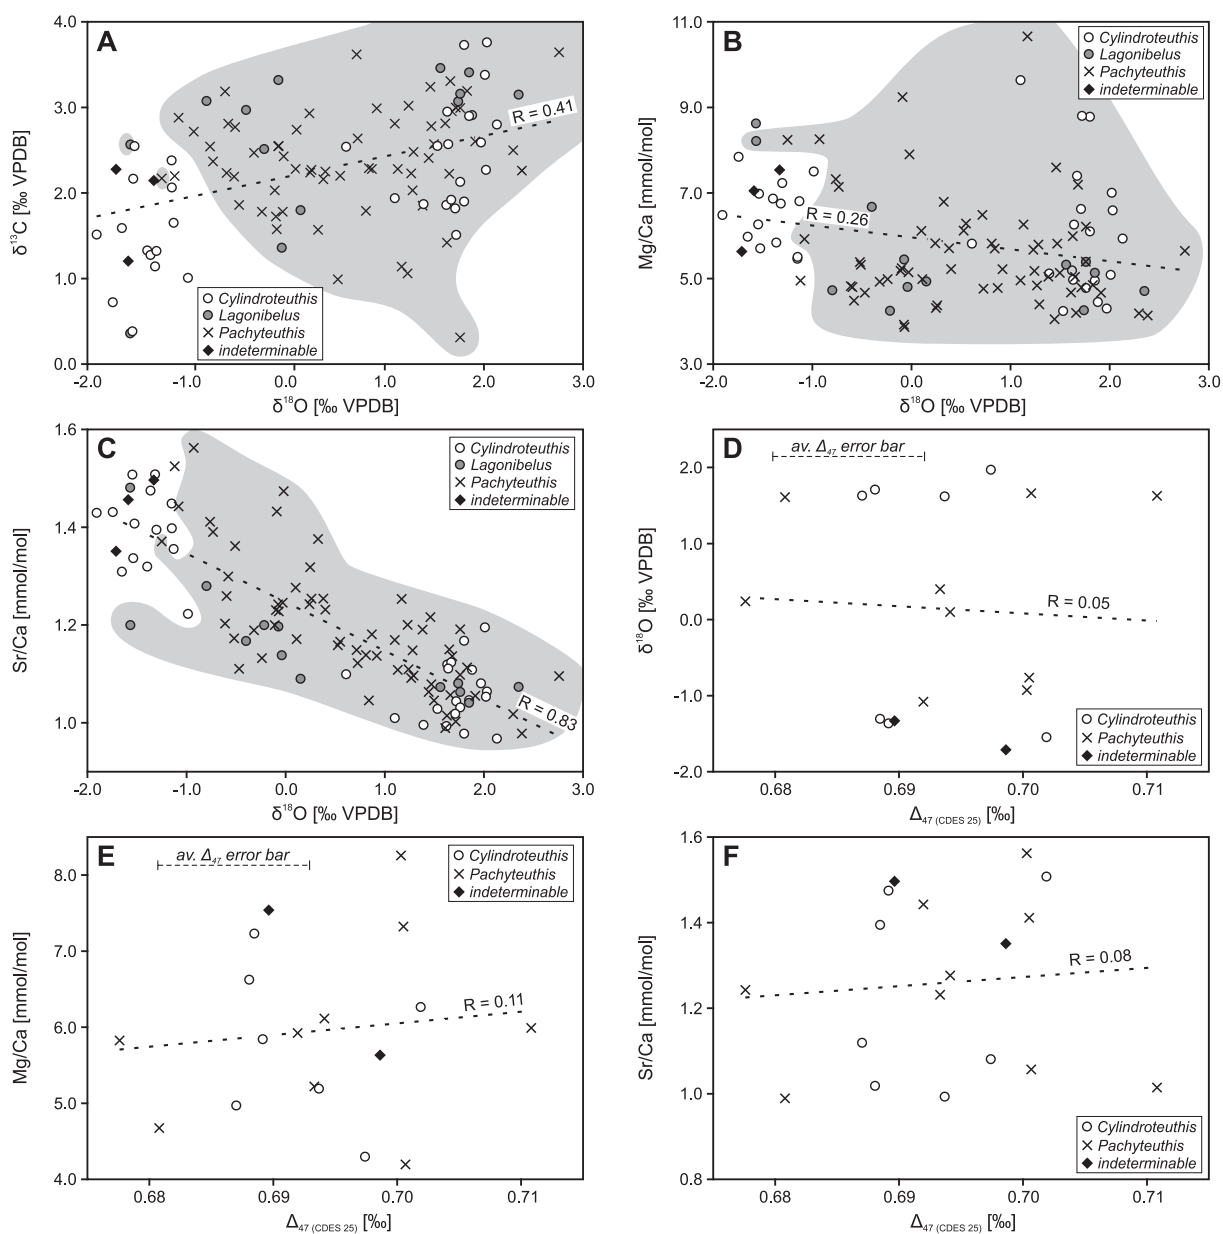 A
4.0
3.0
2.0
1.0
0.0
δ¹³C [‰ VPDB]
R = 0.41
Cylindroteuthis
Lagonibelus
Pachyteuthis
indeterminable
-2.0 -1.0 0.0 1.0 2.0 3.0
δ¹⁸O [‰ VPDB]
B
11.0
9.0
7.0
5.0
3.0
Mg/Ca [mmol/mol]
Cylindroteuthis
Lagonibelus
Pachyteuthis
indeterminable
R = 0.26
-2.0 -1.0 0.0 1.0 2.0 3.0
δ¹⁸O [‰ VPDB]
C
1.6
1.4
1.2
1.0
Sr/Ca [mmol/mol]
Cylindroteuthis
Lagonibelus
Pachyteuthis
indeterminable
R = 0.83
-2.0 -1.0 0.0 1.0 2.0 3.0
δ¹⁸O [‰ VPDB]
D
av. Δ₄₇ error bar
2.0
1.0
0.0
-1.0
-2.0
δ¹⁸O [‰ VPDB]
R = 0.05
Cylindroteuthis
Pachyteuthis
indeterminable
0.68 0.69 0.70 0.71
Δ₄₇ (CDES 25) [‰]
E
av. Δ₄₇ error bar
8.0
7.0
6.0
5.0
4.0
Mg/Ca [mmol/mol]
Cylindroteuthis
Pachyteuthis
indeterminable
R = 0.11
0.68 0.69 0.70 0.71
Δ₄₇ (CDES 25) [‰]
F
1.6
1.4
1.2
1.0
0.8
Sr/Ca [mmol/mol]
R = 0.08
Cylindroteuthis
Pachyteuthis
indeterminable
0.68 0.69 0.70 0.71
Δ₄₇ (CDES 25) [‰]